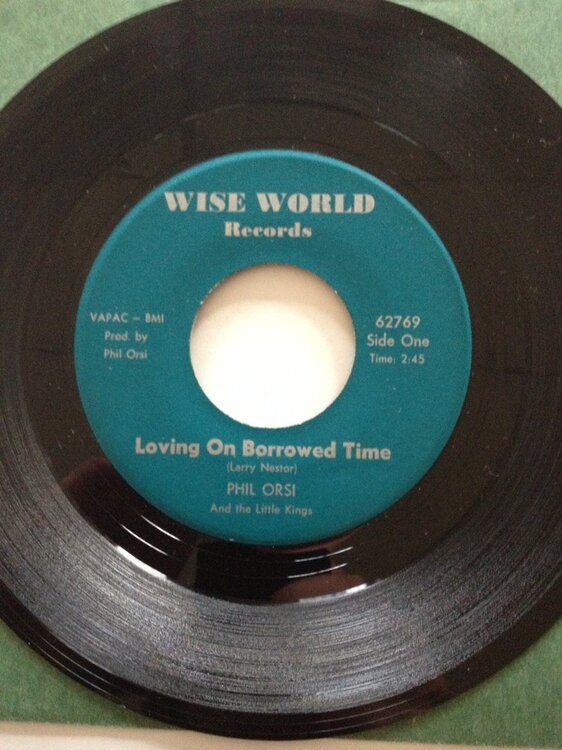 WISE WORLD
Records
VAPAC – BMI
Prod. by
Phil Orsi
62769
Side One
Time: 2:45
Loving On Borrowed Time
(Larry Nestor)
PHIL ORSI
And the Little Kings